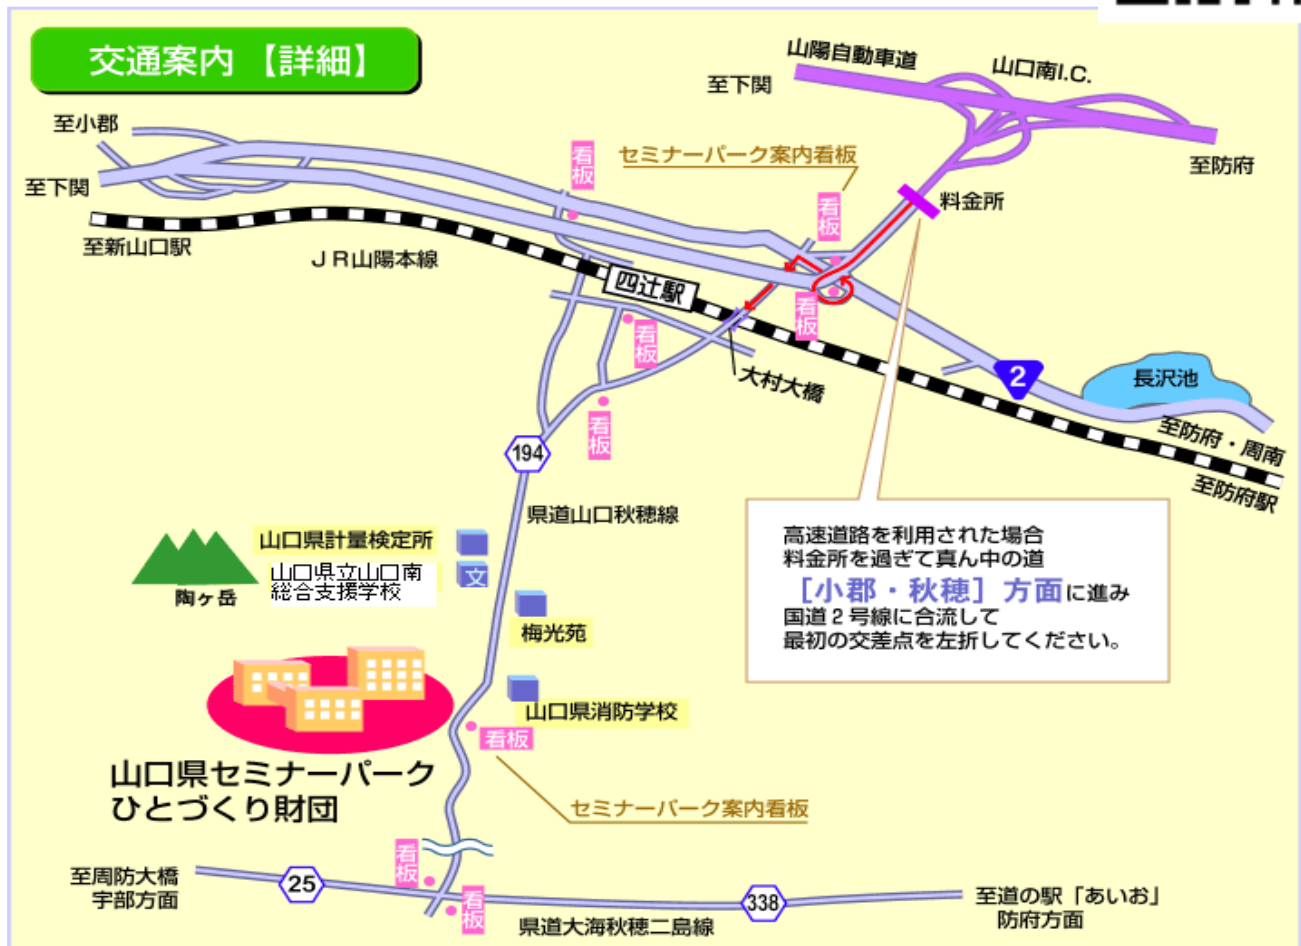 交通案内 【詳細】
山陽自動車道
山口南I.C.
至下関
至小郡
至下関
看板
セミナーパーク案内看板
至防府
看板
料金所
至新山口駅
JR山陽本線
四辻駅
看板
看板
大村大橋
2
長沢池
看板
至防府・周南
至防府駅
194
県道山口秋穂線
高速道路を利用された場合
料金所を過ぎて真ん中の道
［小郡・秋穂］方面に進み
国道2号線に合流して
最初の交差点を左折してください。
山口県計量検定所
山口県立山口南
総合支援学校
文
陶ヶ岳
梅光苑
山口県消防学校
看板
山口県セミナーパーク
ひとづくり財団
セミナーパーク案内看板
看板
至周防大橋
宇部方面
25
看板
県道大海秋穂二島線
338
至道の駅「あいお」
防府方面